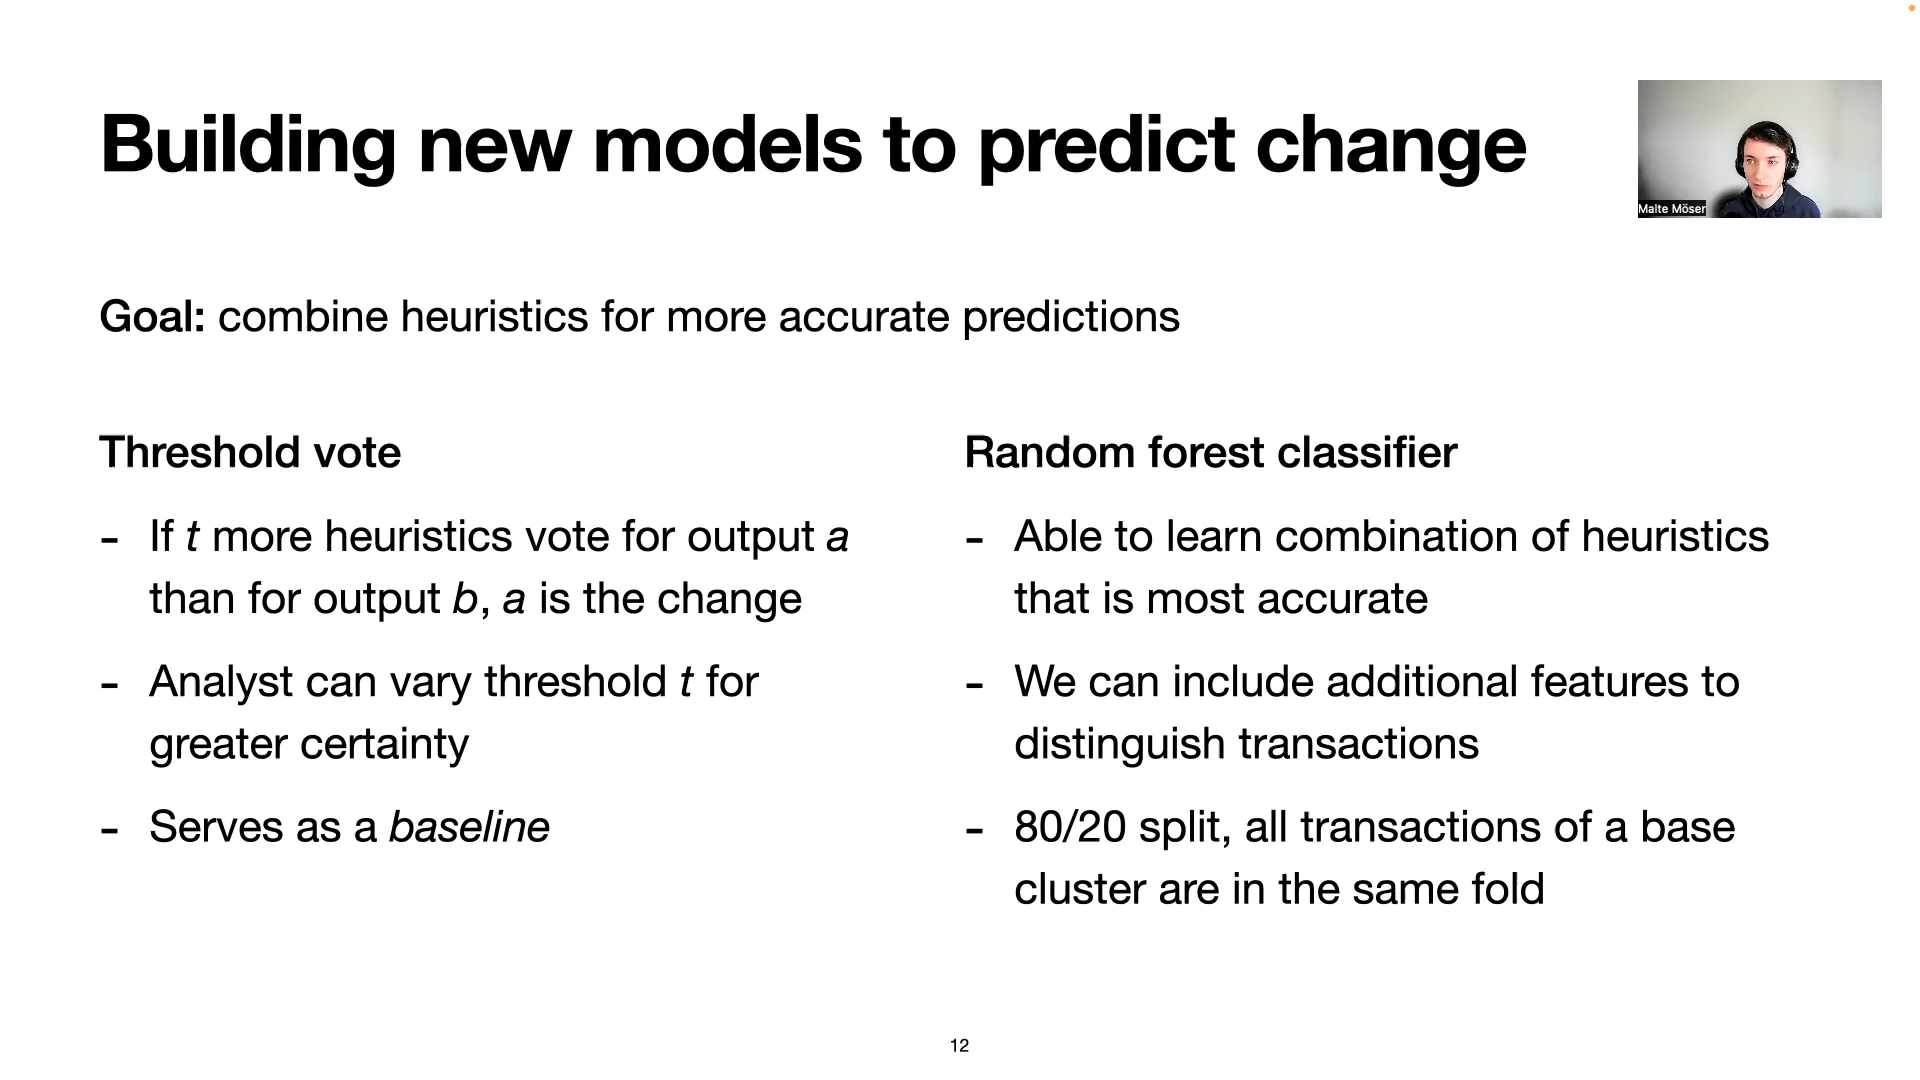 Building new models to predict change
Malte Möser
Goal: combine heuristics for more accurate predictions
Threshold vote
- If t more heuristics vote for output a
than for output b, a is the change
- Analyst can vary threshold t for
greater certainty
- Serves as a baseline
Random forest classifier
- Able to learn combination of heuristics
that is most accurate
- We can include additional features to
distinguish transactions
- 80/20 split, all transactions of a base
cluster are in the same fold
12